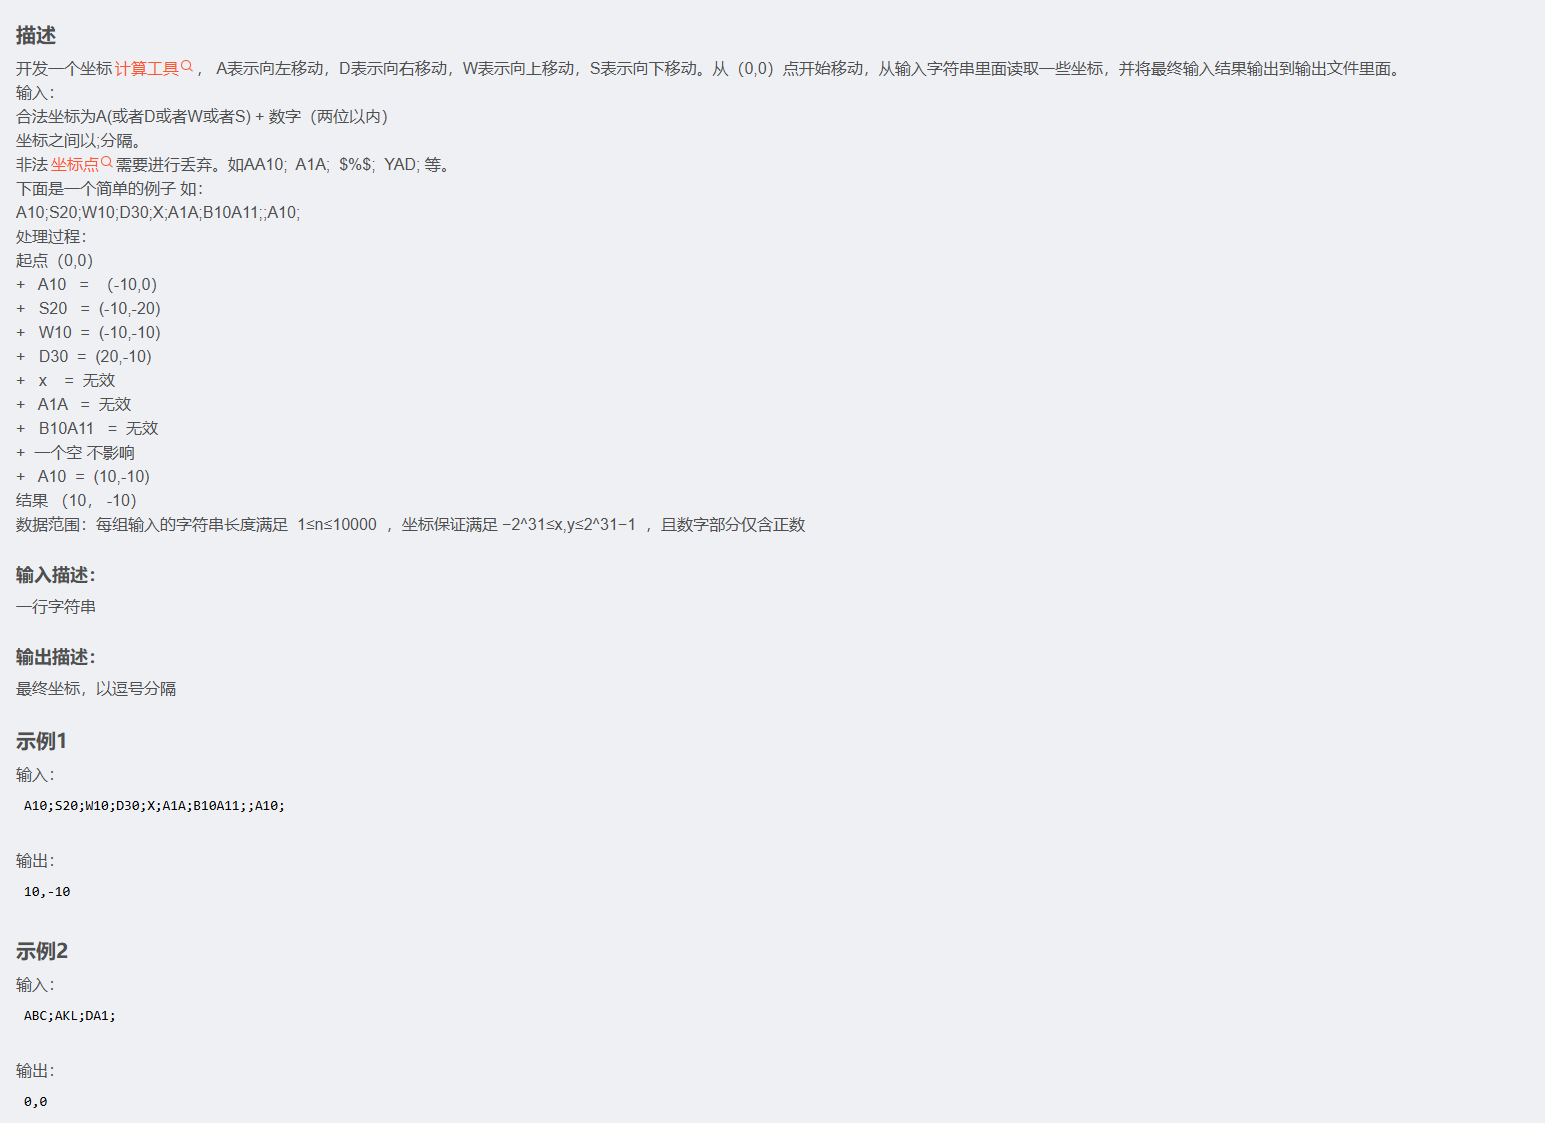 描述
开发一个坐标计算工具， A表示向左移动，D表示向右移动，W表示向上移动，S表示向下移动。从（0,0）点开始移动，从输入字符串里面读取一些坐标，并将最终输入结果输出到输出文件里面。
输入：
合法坐标为A(或者D或者W或者S) + 数字（两位以内）
坐标之间以;分隔。
非法坐标点需要进行丢弃。如AA10; A1A; $%$; YAD; 等。
下面是一个简单的例子 如：
A10;S20;W10;D30;X;A1A;B10A11;;A10;
处理过程：
起点（0,0）
+ A10 = （-10,0）
+ S20 = (-10,-20)
+ W10 = (-10,-10)
+ D30 = (20,-10)
+ x = 无效
+ A1A = 无效
+ B10A11 = 无效
+ 一个空 不影响
+ A10 = (10,-10)
结果 （10， -10）
数据范围：每组输入的字符串长度满足 1≤n≤10000 ，坐标保证满足 −2^31≤x,y≤2^31−1 ，且数字部分仅含正数
输入描述：
一行字符串
输出描述：
最终坐标，以逗号分隔
示例1
输入：
A10;S20;W10;D30;X;A1A;B10A11;;A10;
输出：
10,-10
示例2
输入：
ABC;AKL;DA1;
输出：
0,0